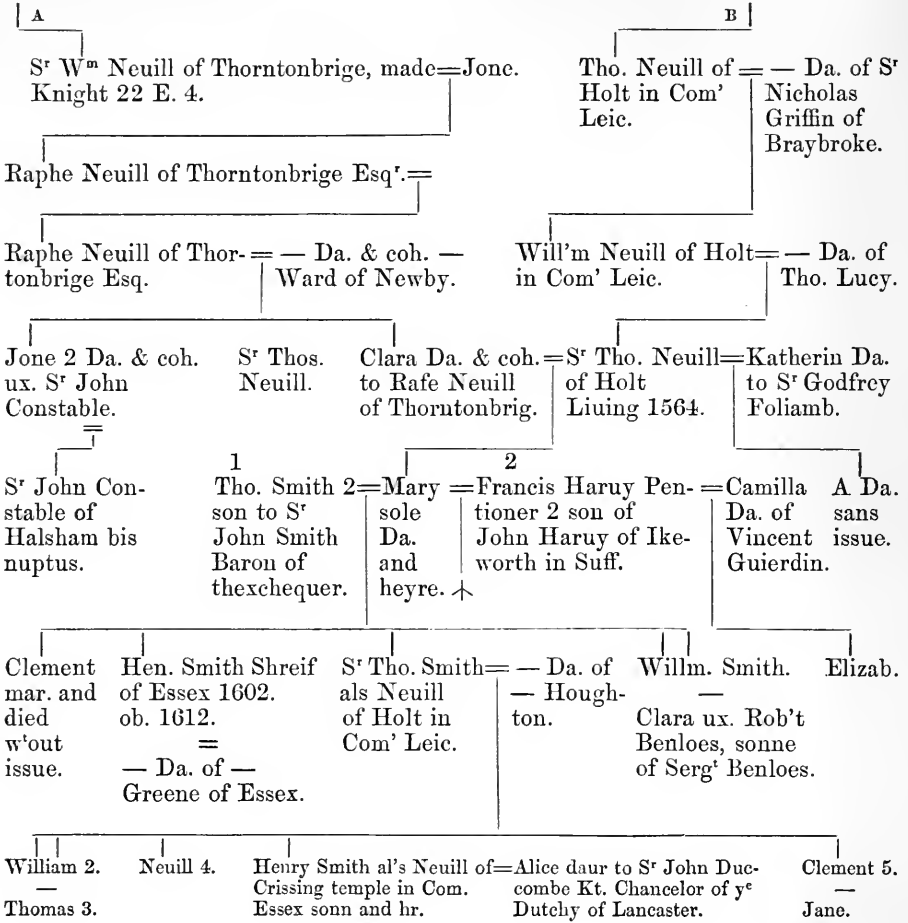 A
B
Sʳ Wᵐ Neuill of Thorntonbrige, made=Jone.
Knight 22 E. 4.
Tho. Neuill of = — Da. of Sʳ
Holt in Com' Nicholas
Leic. Griffin of
Braybroke.
Raphe Neuill of Thorntonbrige Esqʳ.=
Raphe Neuill of Thor- = — Da. & coh. —
tonbrige Esq. Ward of Newby.
Will'm Neuill of Holt= — Da. of
in Com' Leic. Tho. Lucy.
Jone 2 Da. & coh.
ux. Sʳ John
Constable.
=
Sʳ Thos.
Neuill.
Clara Da. & coh.=Sʳ Tho. Neuill=Katherin Da.
to Rafe Neuill of Holt to Sʳ Godfrey
of Thorntonbrig. Liuing 1564. Foliamb.
Sʳ John Con-
stable of
Halsham bis
nuptus.
1 2
Tho. Smith 2=Mary =Francis Haruy Pen- =Camilla
son to Sʳ sole tioner 2 son of Da. of
John Smith Da. John Haruy of Ike- Vincent
Baron of and worth in Suff. Guierdin.
thexchequer. heyre.
A Da.
sans
issue.
Clement
mar. and
died
wᵗout
issue.
Hen. Smith Shreif
of Essex 1602.
ob. 1612.
=
— Da. of —
Greene of Essex.
Sʳ Tho. Smith= — Da. of
als Neuill — Hough-
of Holt in ton.
Com' Leic.
Willm. Smith.
—
Clara ux. Rob't
Benloes, sonne
of Sergᵗ Benloes.
Elizab.
William 2.
—
Thomas 3.
Neuill 4.
Henry Smith al's Neuill of=Alice daur to Sʳ John Duc-
Crissing temple in Com. combe Kt. Chancelor of yᵉ
Essex sonn and hr. Dutchy of Lancaster.
Clement 5.
—
Jane.